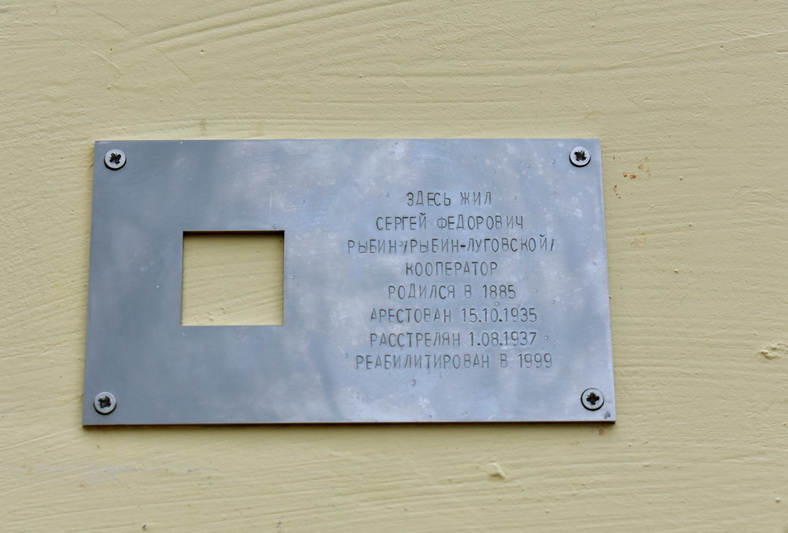 ЗДЕСЬ ЖИЛ
СЕРГЕЙ ФЕДОРОВИЧ
РЫБИН /РЫБИН-ЛУГОВСКОЙ/
КООПЕРАТОР
РОДИЛСЯ В 1885
АРЕСТОВАН 15.10.1935
РАССТРЕЛЯН 1.08.1937
РЕАБИЛИТИРОВАН В 1999